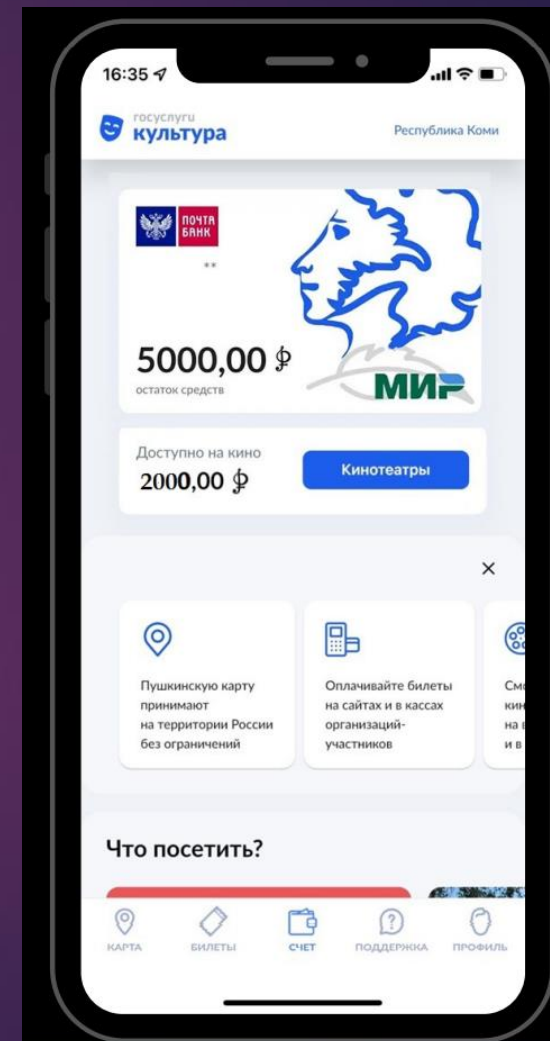 16:35
госуслуги
культура
Республика Коми
ПОЧТА
БАНК
**
5000,00 ₽
остаток средств
МИР
Доступно на кино
2000,00 ₽
Кинотеатры
Пушкинскую карту
принимают
на территории России
без ограничений
Оплачивайте билеты
на сайтах и в кассах
организаций-
участников
Что посетить?
КАРТА
БИЛЕТЫ
СЧЕТ
ПОДДЕРЖКА
ПРОФИЛЬ